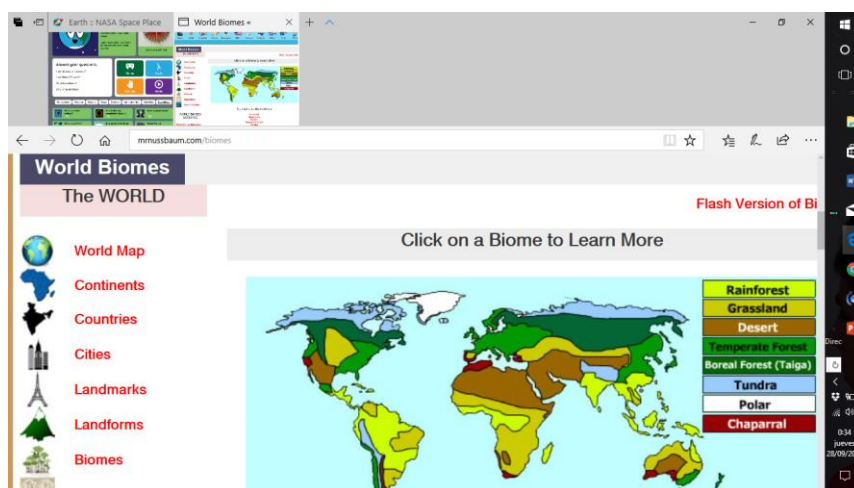 Earth :: NASA Space Place
World Biomes «
mrnussbaum.com/biomes
World Biomes
The WORLD
Flash Version of Bi
Click on a Biome to Learn More
World Map
Continents
Countries
Cities
Landmarks
Landforms
Biomes
Rainforest
Grassland
Desert
Temperate Forest
Boreal Forest (Taiga)
Tundra
Polar
Chaparral
Direc
0:34
jueves
28/09/20